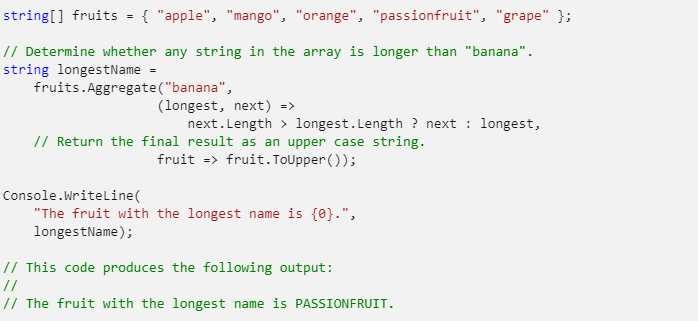 string[] fruits = { "apple", "mango", "orange", "passionfruit", "grape" };

// Determine whether any string in the array is longer than "banana".
string longestName =
    fruits.Aggregate("banana",
                    (longest, next) =>
                        next.Length > longest.Length ? next : longest,
    // Return the final result as an upper case string.
                    fruit => fruit.ToUpper());

Console.WriteLine(
    "The fruit with the longest name is {0}.",
    longestName);

// This code produces the following output:
//
// The fruit with the longest name is PASSIONFRUIT.